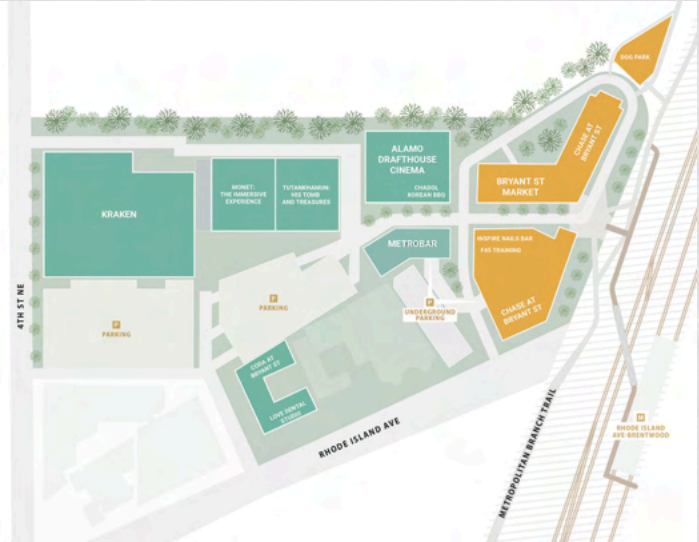 DOG PARK
CHASE AT
BRYANT ST
ALAMO
DRAFTHOUSE
CINEMA
CHADOL
KOREAN BBQ
BRYANT ST
MARKET
KRAKEN
MONET:
THE IMMERSIVE
EXPERIENCE
TUTANKHAMUN:
HIS TOMB
AND TREASURES
METROBAR
INSPIRE NAILS BAR
F45 TRAINING
CHASE AT
BRYANT ST
4TH ST NE
P
PARKING
P
PARKING
P
UNDERGROUND
PARKING
CODA AT
BRYANT ST
LOVE DENTAL
STUDIO
RHODE ISLAND AVE
METROPOLITAN BRANCH TRAIL
M
RHODE ISLAND
AVE-BRENTWOOD